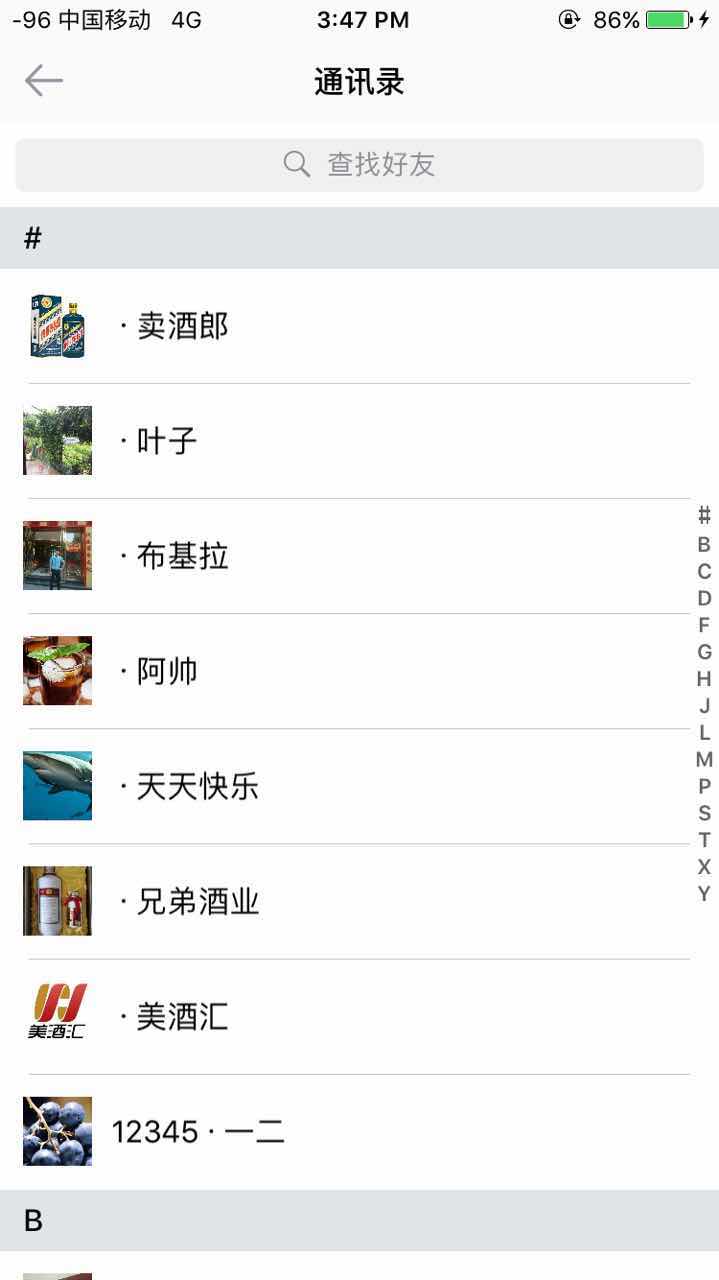 -96 中国移动 4G 3:47 PM 86%
通讯录
查找好友
#
· 卖酒郎
· 叶子
· 布基拉
· 阿帅
· 天天快乐
· 兄弟酒业
美酒汇
· 美酒汇
12345 · 一二
B
#
B
C
D
F
G
H
J
L
M
P
S
T
X
Y